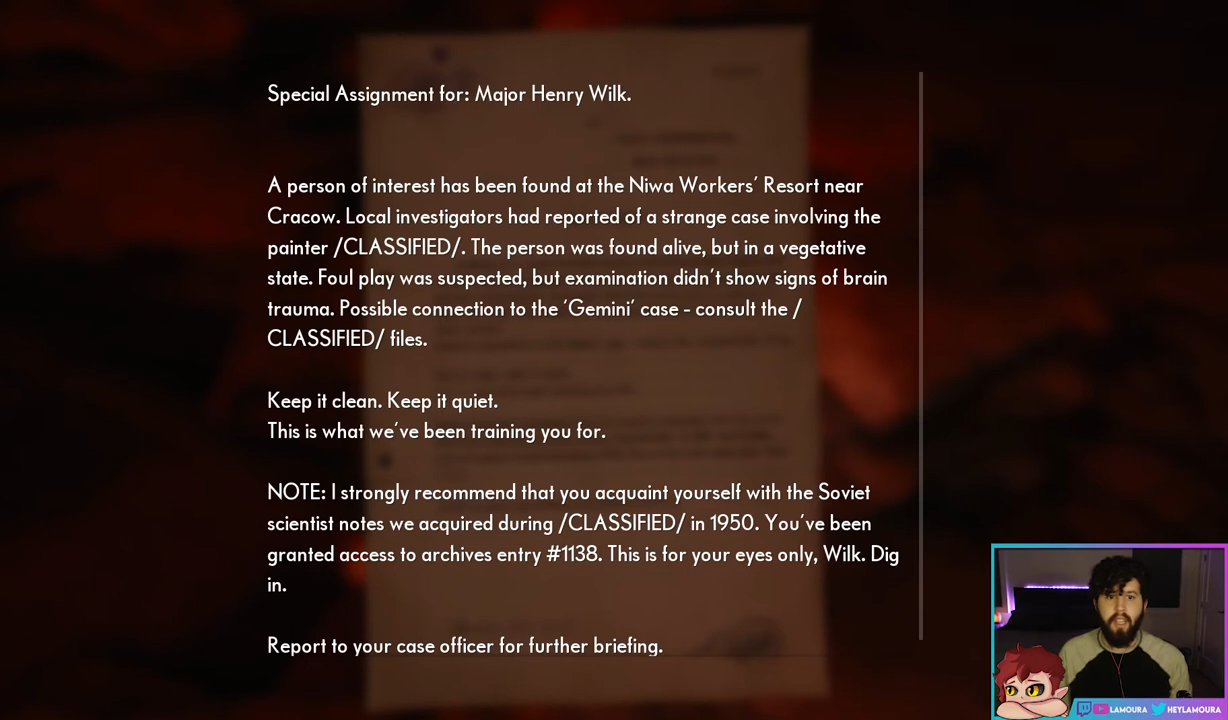 Special Assignment for: Major Henry Wilk.
A person of interest has been found at the Niwa Workers' Resort near
Cracow. Local investigators had reported of a strange case involving the
painter /CLASSIFIED/. The person was found alive, but in a vegetative
state. Foul play was suspected, but examination didn't show signs of brain
trauma. Possible connection to the 'Gemini' case - consult the /
CLASSIFIED/ files.
Keep it clean. Keep it quiet.
This is what we've been training you for.
NOTE: I strongly recommend that you acquaint yourself with the Soviet
scientist notes we acquired during /CLASSIFIED/ in 1950. You've been
granted access to archives entry #1138. This is for your eyes only, Wilk. Dig
in.
Report to your case officer for further briefing.
LAMOURA HEYLAMOURA